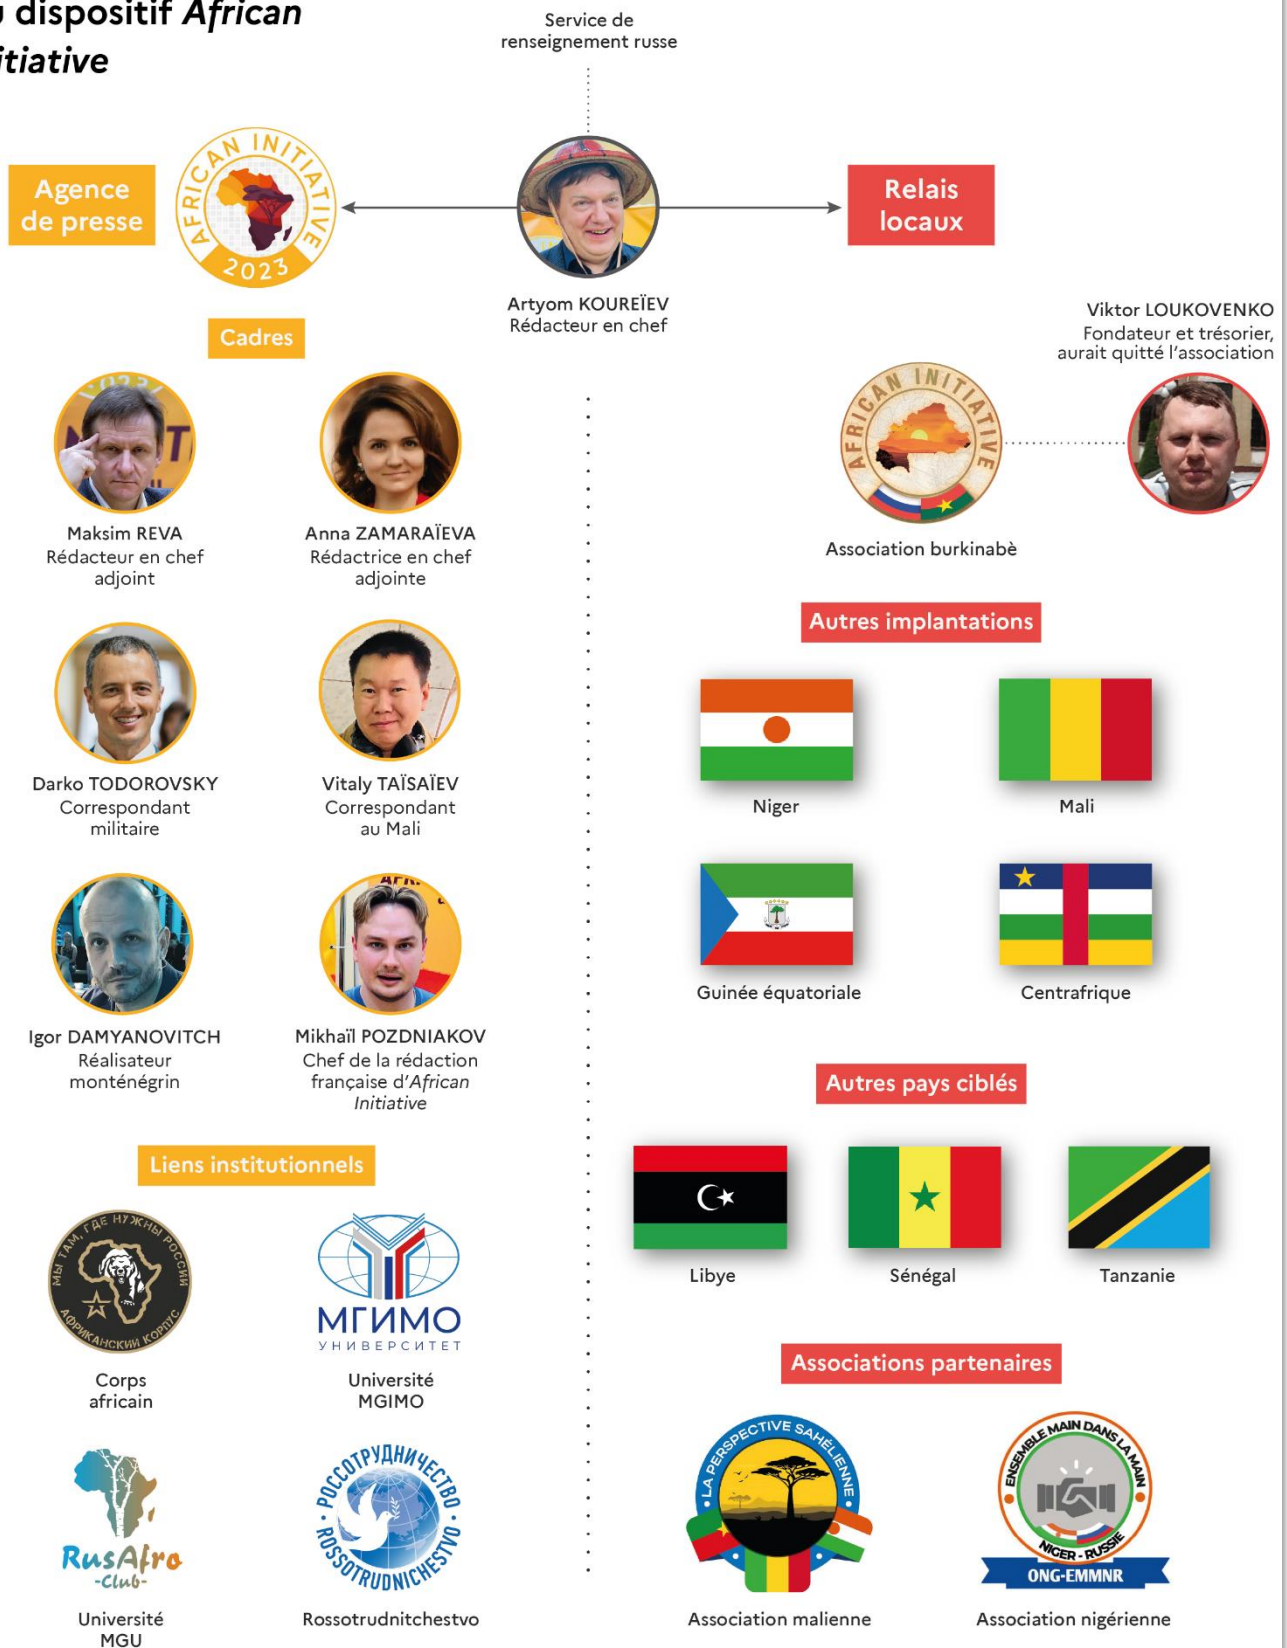 dispositif African
itiative
Service de
renseignement russe
Agence
de presse
AFRICAN INITIATIVE
2023
Relais
locaux
Artyom KOUREÏEV
Rédacteur en chef
Viktor LOUKOVENKO
Fondateur et trésorier,
aurait quitté l'association
Cadres
AFRICAN INITIATIVE
Maksim REVA
Rédacteur en chef
adjoint
Anna ZAMARAÏEVA
Rédactrice en chef
adjointe
Association burkinabè
Darko TODOROVSKY
Correspondant
militaire
Vitaly TAÏSAÏEV
Correspondant
au Mali
Igor DAMYANOVITCH
Réalisateur
monténégrin
Mikhaïl POZDNIAKOV
Chef de la rédaction
française d'African
Initiative
Autres implantations
Niger
Mali
Guinée équatoriale
Centrafrique
Autres pays ciblés
Libye
Sénégal
Tanzanie
Liens institutionnels
МЫ ТАМ, ГДЕ НУЖНЫ РОССИИ
АФРИКАНСКИЙ КОРПУС
Corps
africain
МГИМО
УНИВЕРСИТЕТ
Université
MGIMO
RusAfro
-Club-
Université
MGU
РОССОТРУДНИЧЕСТВО
ROSSOTRUDNICHESTVO
Rossotrudnitchestvo
Associations partenaires
LA PERSPECTIVE SAHÉLIENNE
Association malienne
ENSEMBLE MAIN DANS LA MAIN
NIGER - RUSSIE
ONG-EMMNR
Association nigérienne